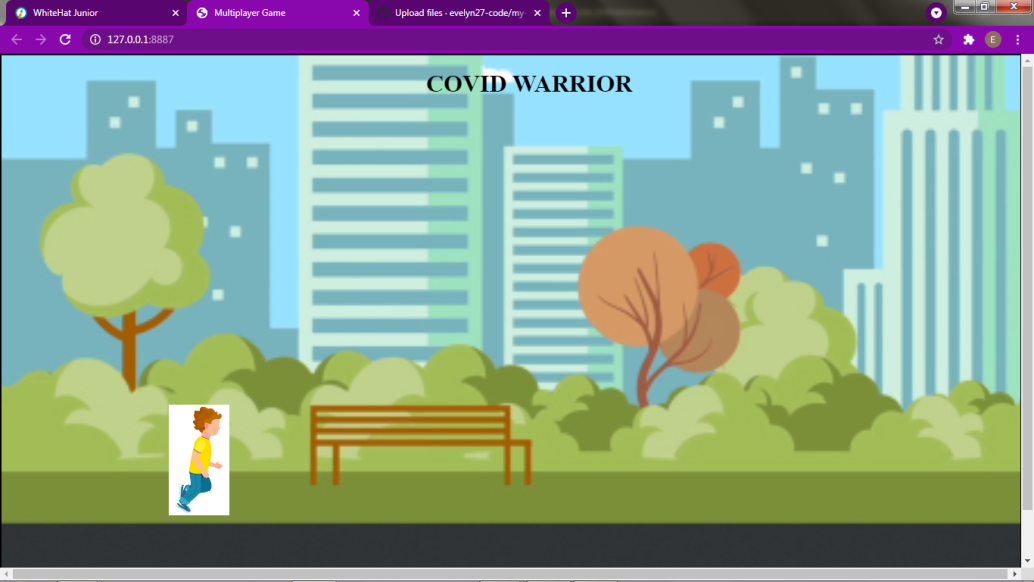 WhiteHat Junior
Multiplayer Game
Upload files · evelyn27-code/my-
127.0.0.1:8887
E
COVID WARRIOR